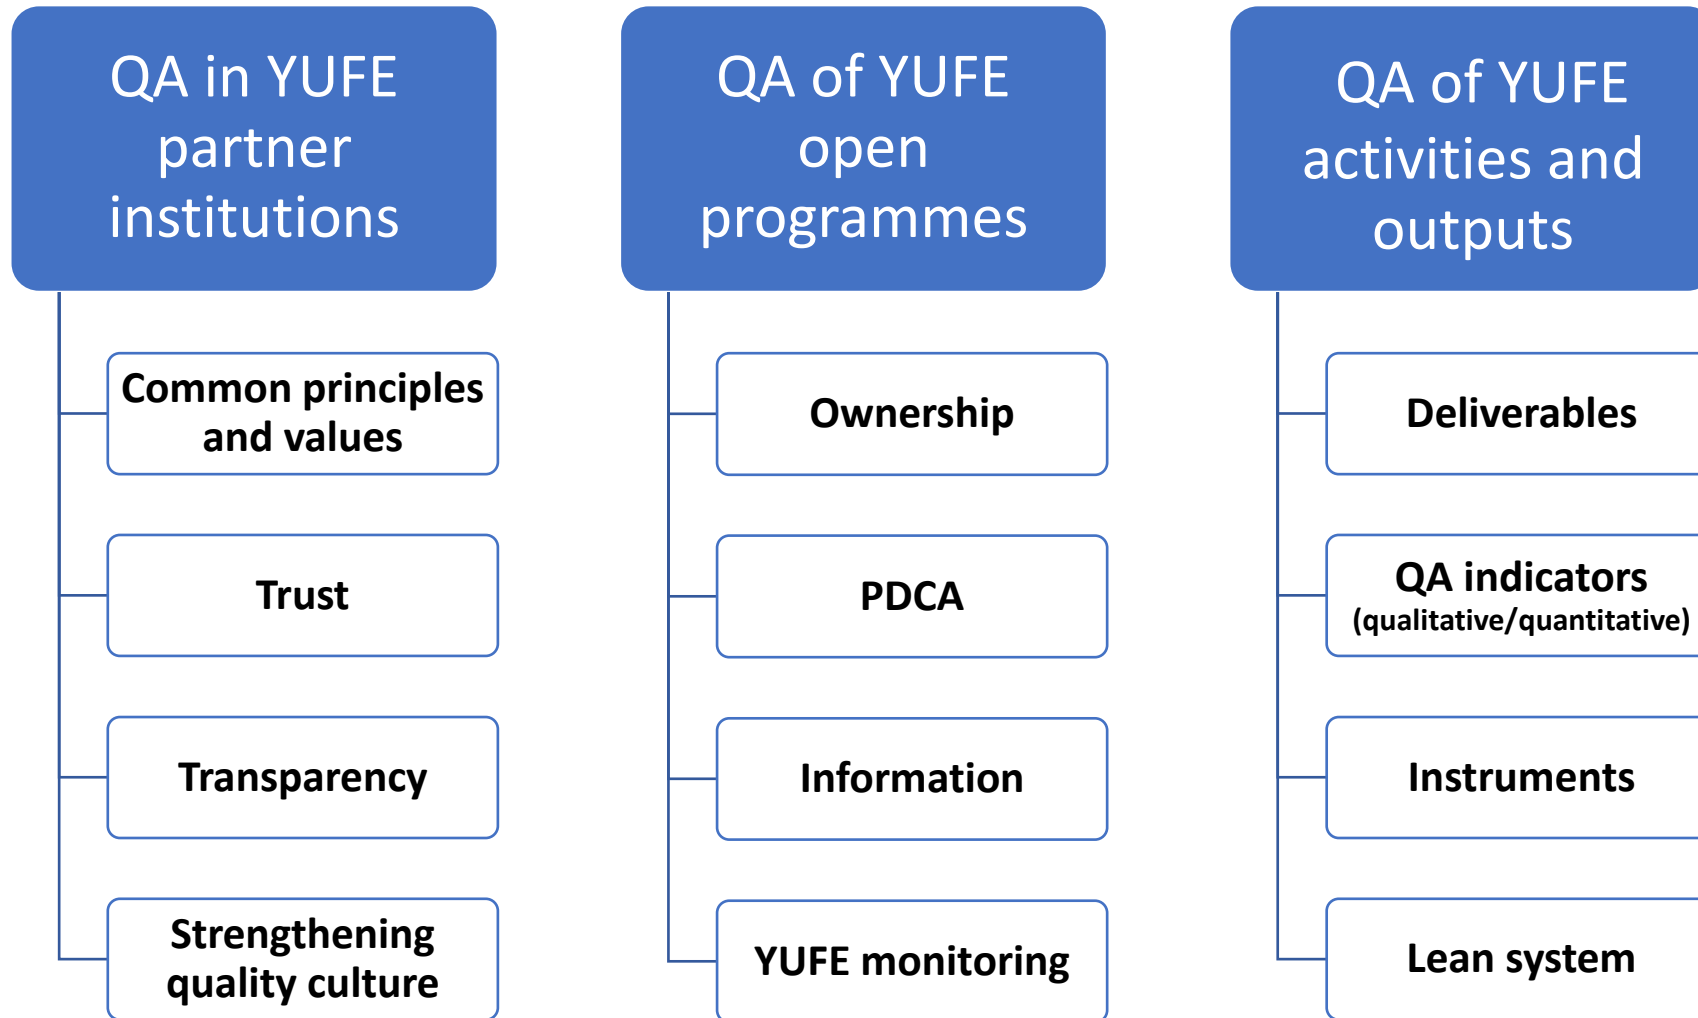 QA in YUFE
partner
institutions
Common principles
and values
Trust
Transparency
Strengthening
quality culture
QA of YUFE
open
programmes
Ownership
PDCA
Information
YUFE monitoring
QA of YUFE
activities and
outputs
Deliverables
QA indicators
(qualitative/quantitative)
Instruments
Lean system